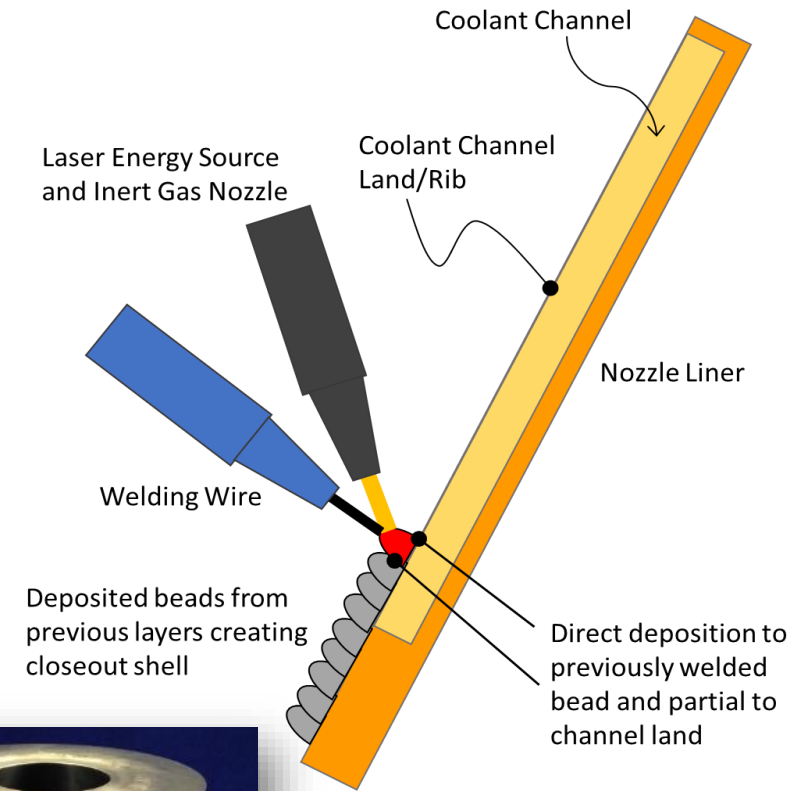 Coolant Channel
Laser Energy Source
and Inert Gas Nozzle
Coolant Channel
Land/Rib
Nozzle Liner
Welding Wire
Deposited beads from
previous layers creating
closeout shell
Direct deposition to
previously welded
bead and partial to
channel land